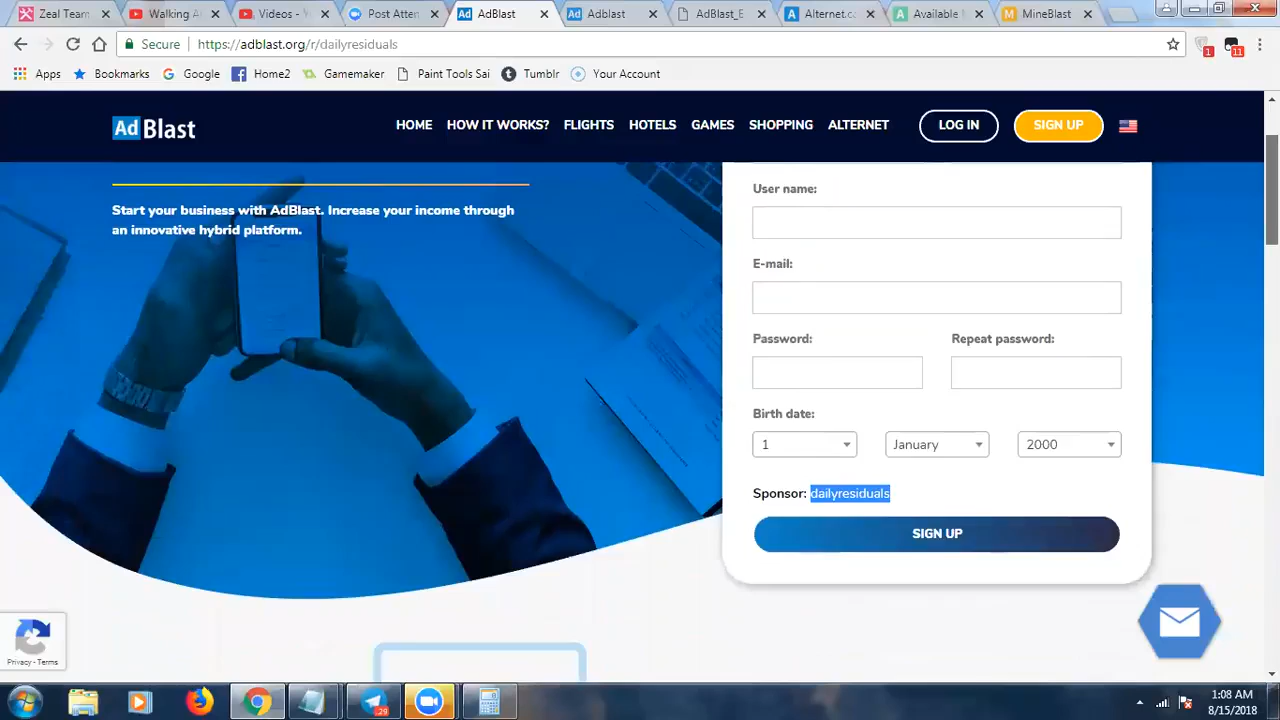 Zeal Team
Walking A
Videos - Y
Post Atten
AdBlast
Adblast
AdBlast_E
Alternet.c
Available
MineBlast
Secure
https://adblast.org/r/dailyresiduals
1
11
Apps
Bookmarks
Google
Home2
Gamemaker
Paint Tools Sai
Tumblr
Your Account
Ad Blast
HOME
HOW IT WORKS?
FLIGHTS
HOTELS
GAMES
SHOPPING
ALTERNET
LOG IN
SIGN UP
Start your business with AdBlast. Increase your income through
an innovative hybrid platform.
User name:
E-mail:
Password:
Repeat password:
Birth date:
1
January
2000
Sponsor: dailyresiduals
SIGN UP
Privacy - Terms
29
1:08 AM
8/15/2018